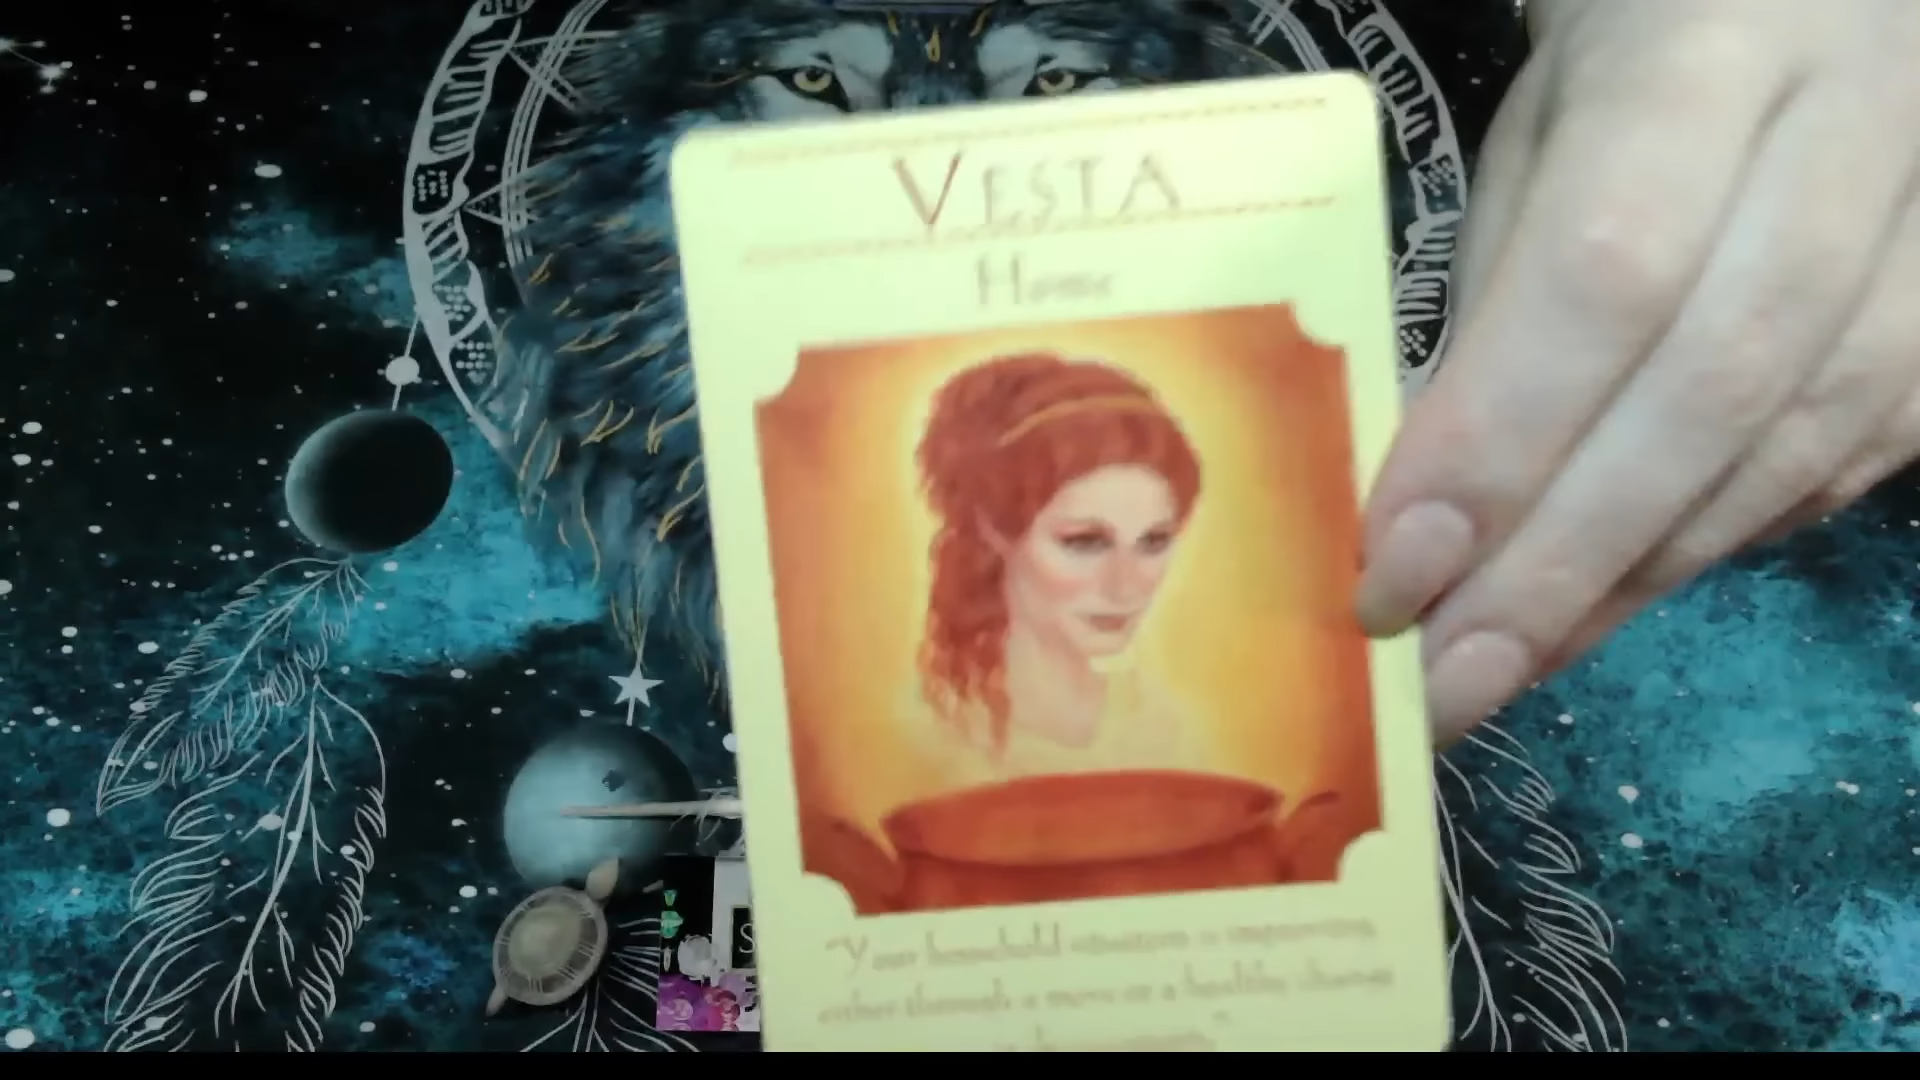 VESTA
Home
"Your household situation is improving,
either through a move or a healthy change
S